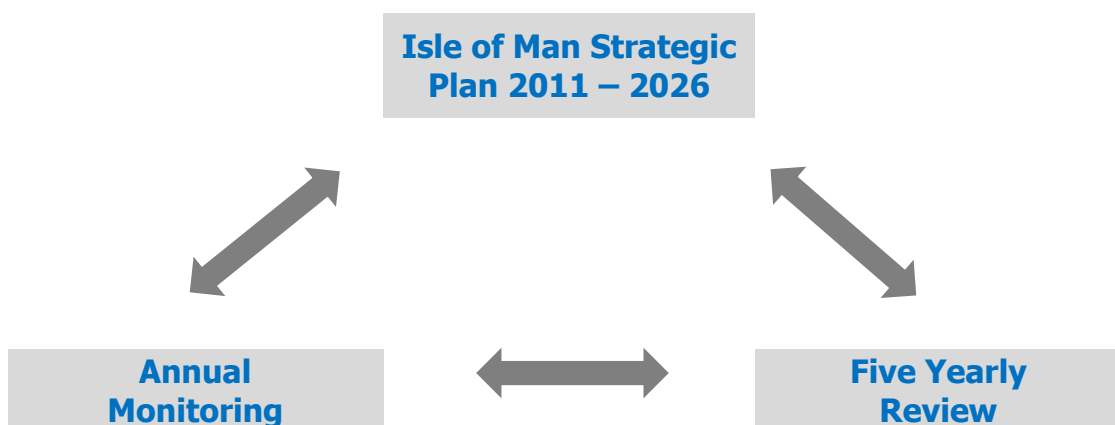 Isle of Man Strategic
Plan 2011 – 2026
Annual
Monitoring
Five Yearly
Review